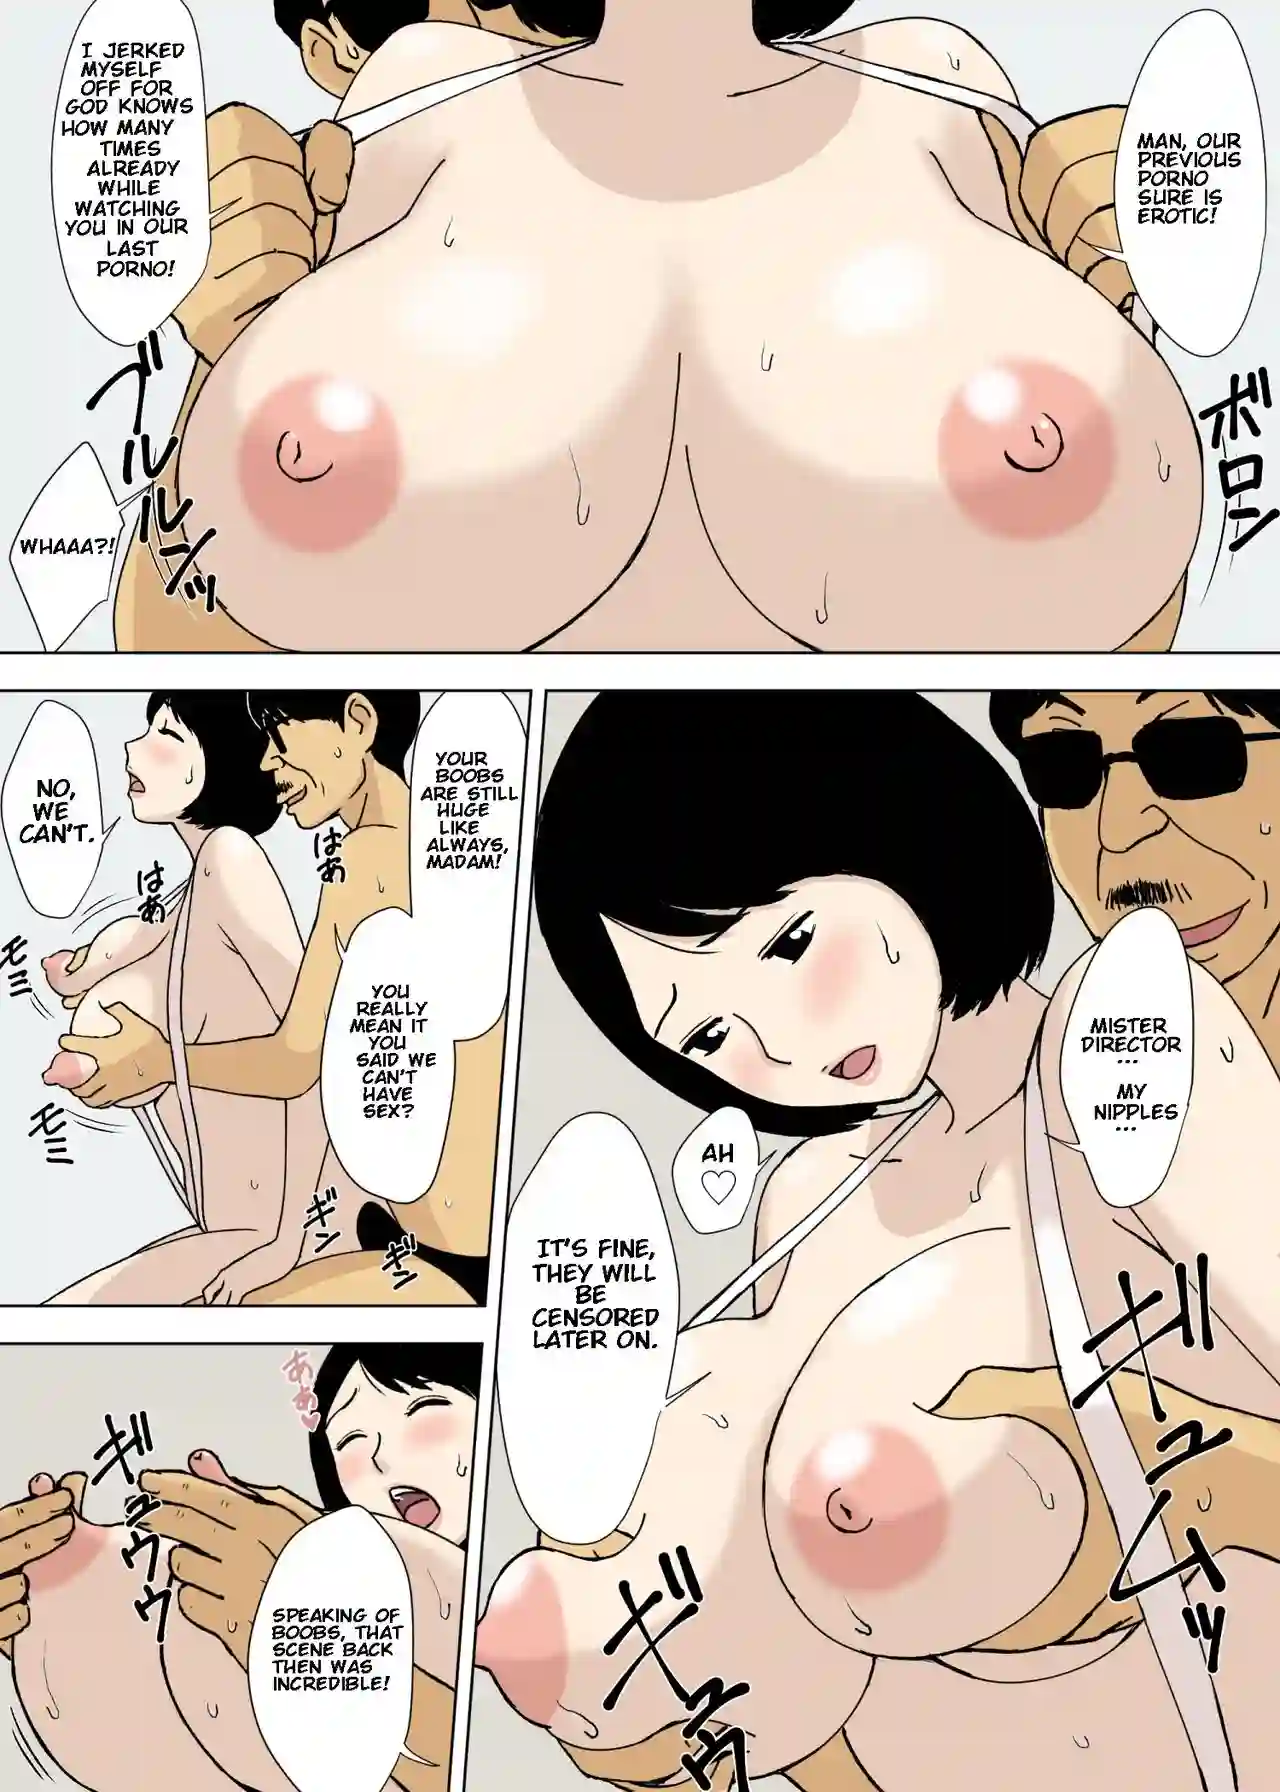 MAN, OUR
PREVIOUS
PORNO
SURE IS
EROTIC!
I JERKED
MYSELF
OFF FOR
GOD KNOWS
HOW MANY
TIMES
ALREADY
WHILE
WATCHING
YOU IN OUR
LAST
PORNO!
ボロン
ブルルルンッ
WHAAA?!
YOUR
BOOBS
ARE STILL
HUGE
LIKE
ALWAYS,
MADAM!
YOU
REALLY
MEAN IT
YOU
SAID WE
CAN'T
HAVE
SEX?
NO,
WE
CAN'T.
はぁ
はぁ
モミ
モミ
ギン
ギン
MISTER
DIRECTOR
...
MY
NIPPLES
...
AH
♡
IT'S FINE,
THEY WILL
BE
CENSORED
LATER ON.
ギュムッ
ギュウ
ああ♥
ギュウウ
SPEAKING OF
BOOBS, THAT
SCENE BACK
THEN WAS
INCREDIBLE!